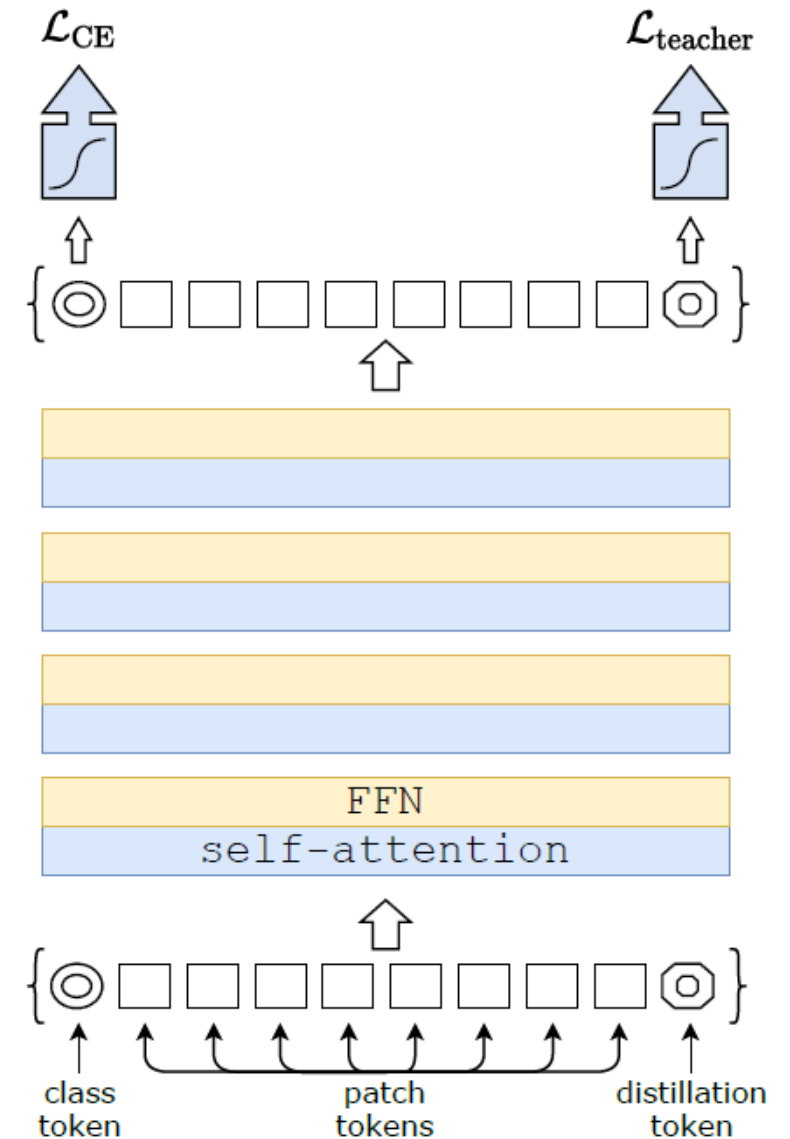 ℒCE ℒteacher
FFN
self-attention
class patch distillation
token tokens token